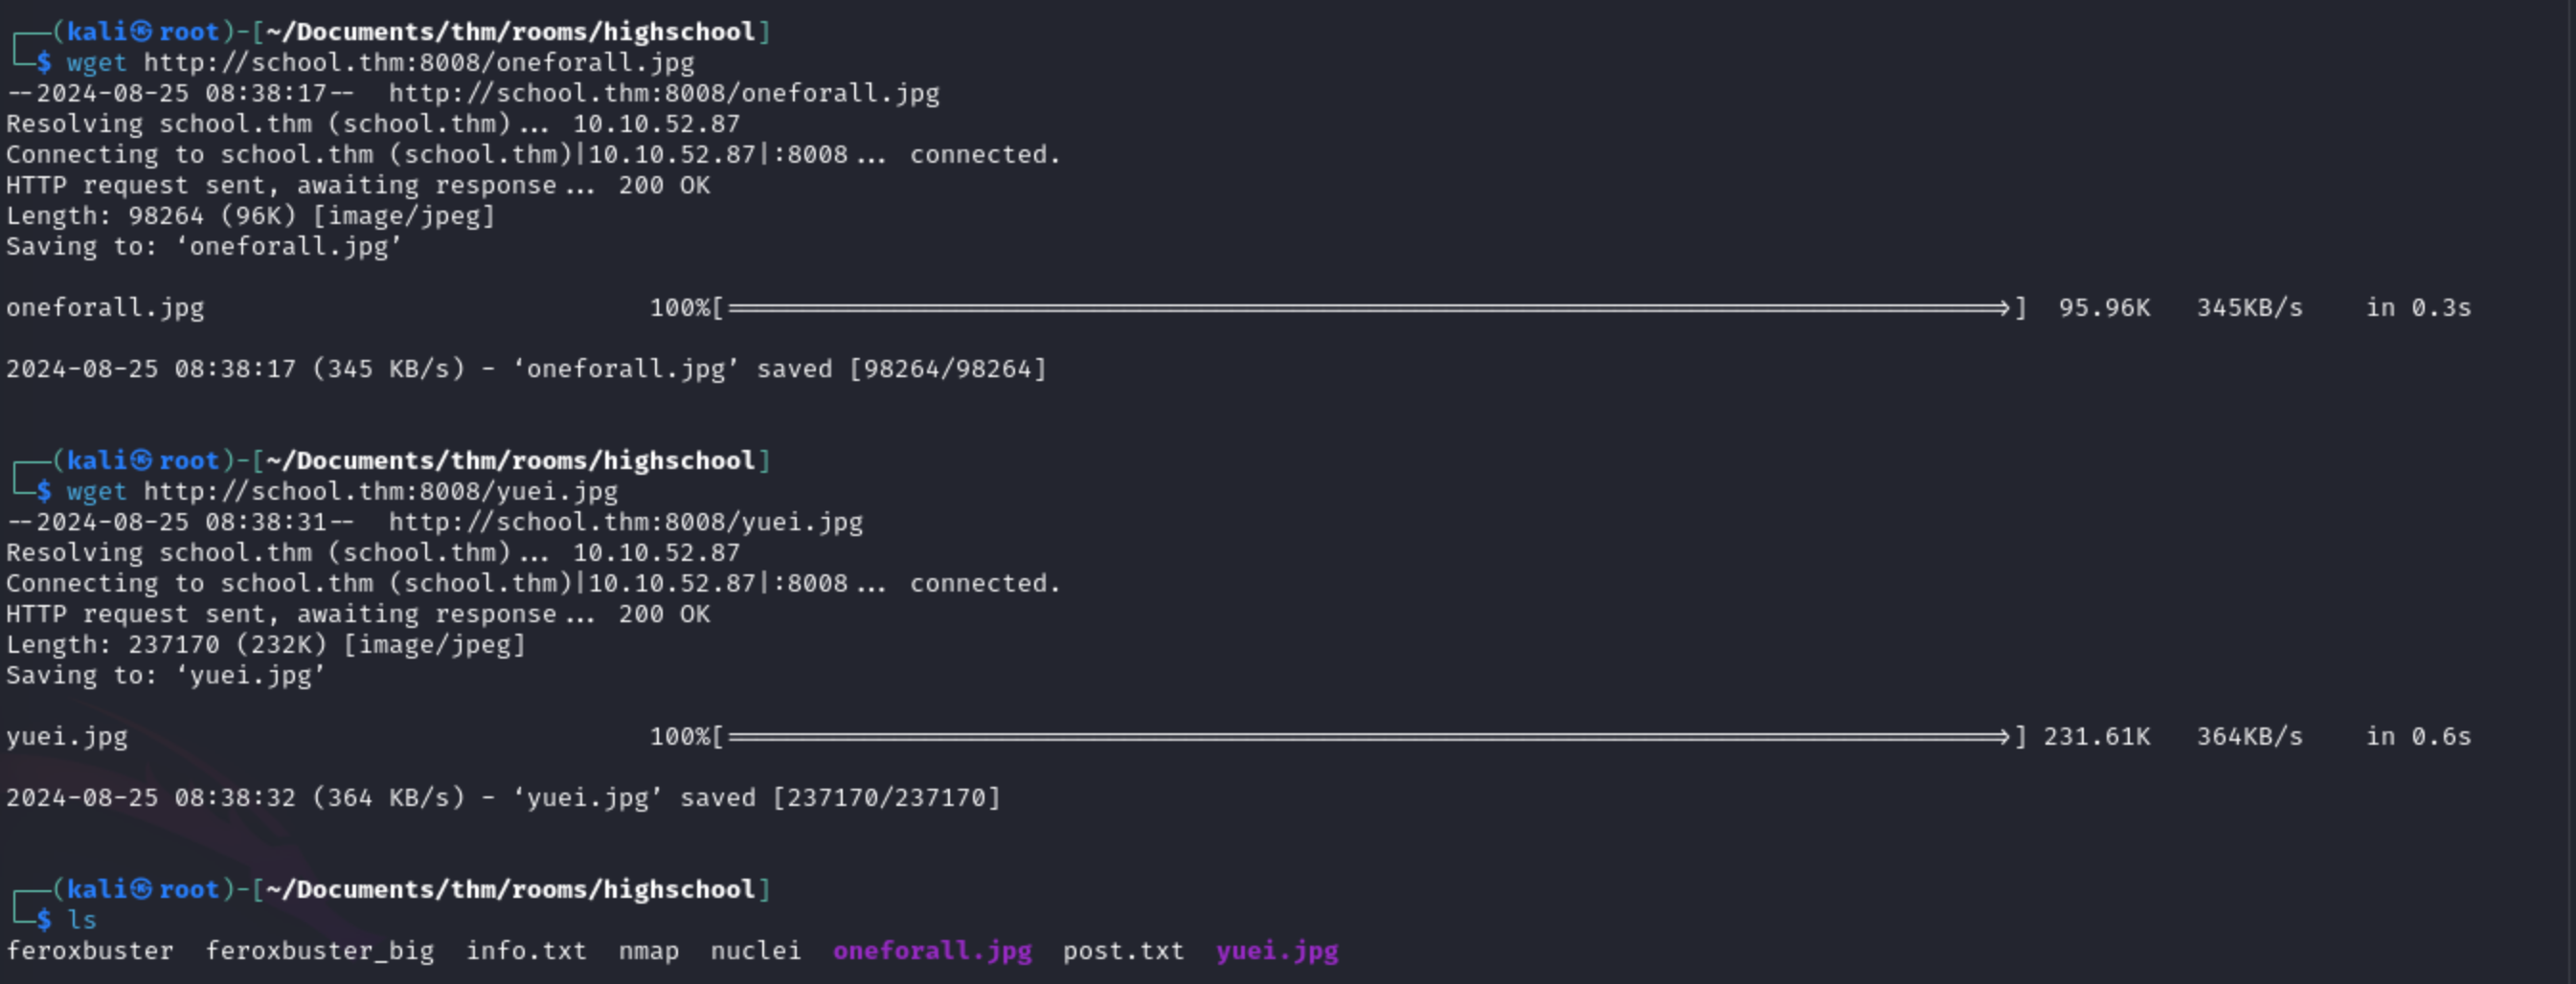 ┌──(kali㉿root)-[~/Documents/thm/rooms/highschool]
└─$ wget http://school.thm:8008/oneforall.jpg
--2024-08-25 08:38:17--  http://school.thm:8008/oneforall.jpg
Resolving school.thm (school.thm)... 10.10.52.87
Connecting to school.thm (school.thm)|10.10.52.87|:8008... connected.
HTTP request sent, awaiting response... 200 OK
Length: 98264 (96K) [image/jpeg]
Saving to: ‘oneforall.jpg’
oneforall.jpg 100%[===================>] 95.96K 345KB/s in 0.3s
2024-08-25 08:38:17 (345 KB/s) - ‘oneforall.jpg’ saved [98264/98264]
┌──(kali㉿root)-[~/Documents/thm/rooms/highschool]
└─$ wget http://school.thm:8008/yuei.jpg
--2024-08-25 08:38:31--  http://school.thm:8008/yuei.jpg
Resolving school.thm (school.thm)... 10.10.52.87
Connecting to school.thm (school.thm)|10.10.52.87|:8008... connected.
HTTP request sent, awaiting response... 200 OK
Length: 237170 (232K) [image/jpeg]
Saving to: ‘yuei.jpg’
yuei.jpg 100%[===================>] 231.61K 364KB/s in 0.6s
2024-08-25 08:38:32 (364 KB/s) - ‘yuei.jpg’ saved [237170/237170]
┌──(kali㉿root)-[~/Documents/thm/rooms/highschool]
└─$ ls
feroxbuster  feroxbuster_big  info.txt  nmap  nuclei  oneforall.jpg  post.txt  yuei.jpg